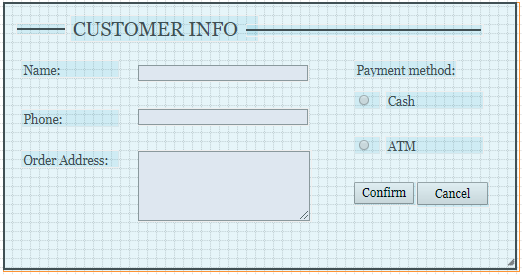 CUSTOMER INFO
Name:
Phone:
Order Address:
Payment method:
Cash
ATM
Confirm
Cancel